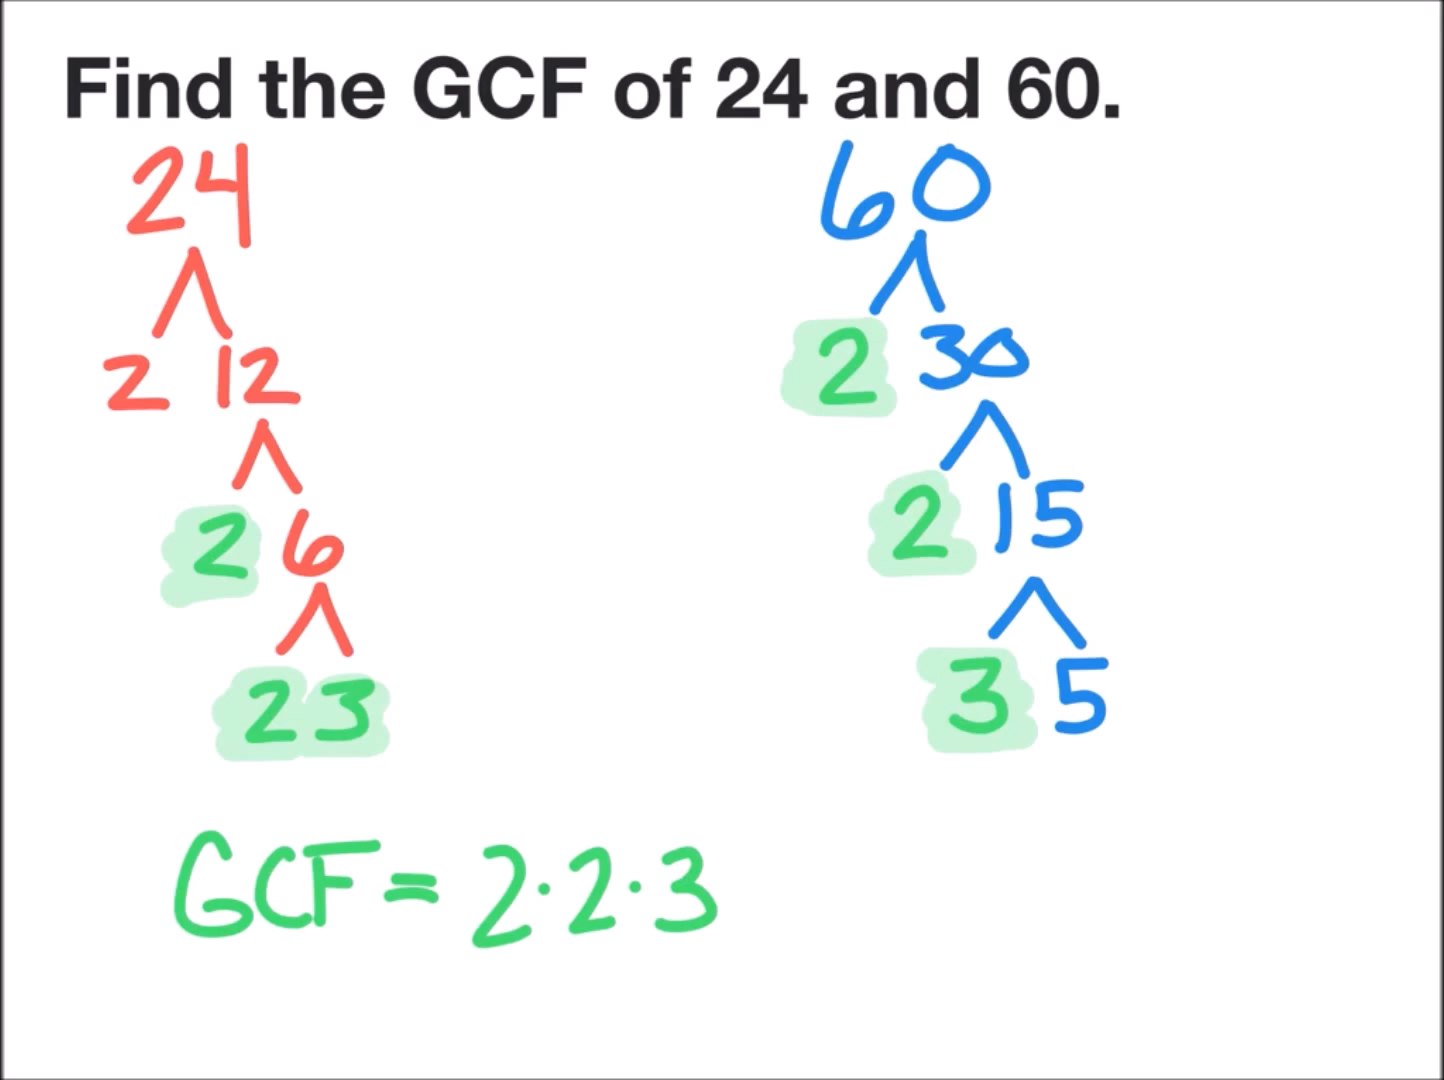 Find the GCF of 24 and 60.
24 60
2 12 2 30
2 6 2 15
2 3 3 5
GCF = 2·2·3